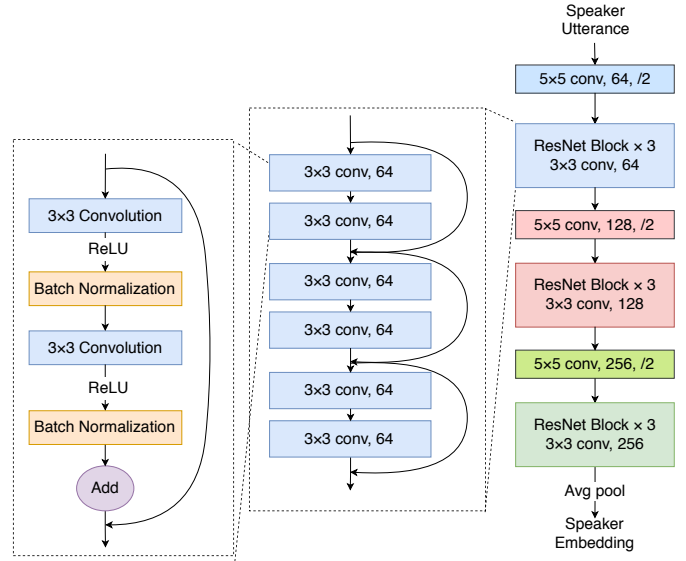 Speaker
Utterance
5×5 conv, 64, /2
ResNet Block × 3
3×3 conv, 64
5×5 conv, 128, /2
ResNet Block × 3
3×3 conv, 128
5×5 conv, 256, /2
ResNet Block × 3
3×3 conv, 256
Avg pool
Speaker
Embedding
3×3 conv, 64
3×3 conv, 64
3×3 conv, 64
3×3 conv, 64
3×3 conv, 64
3×3 conv, 64
3×3 Convolution
ReLU
Batch Normalization
3×3 Convolution
ReLU
Batch Normalization
Add